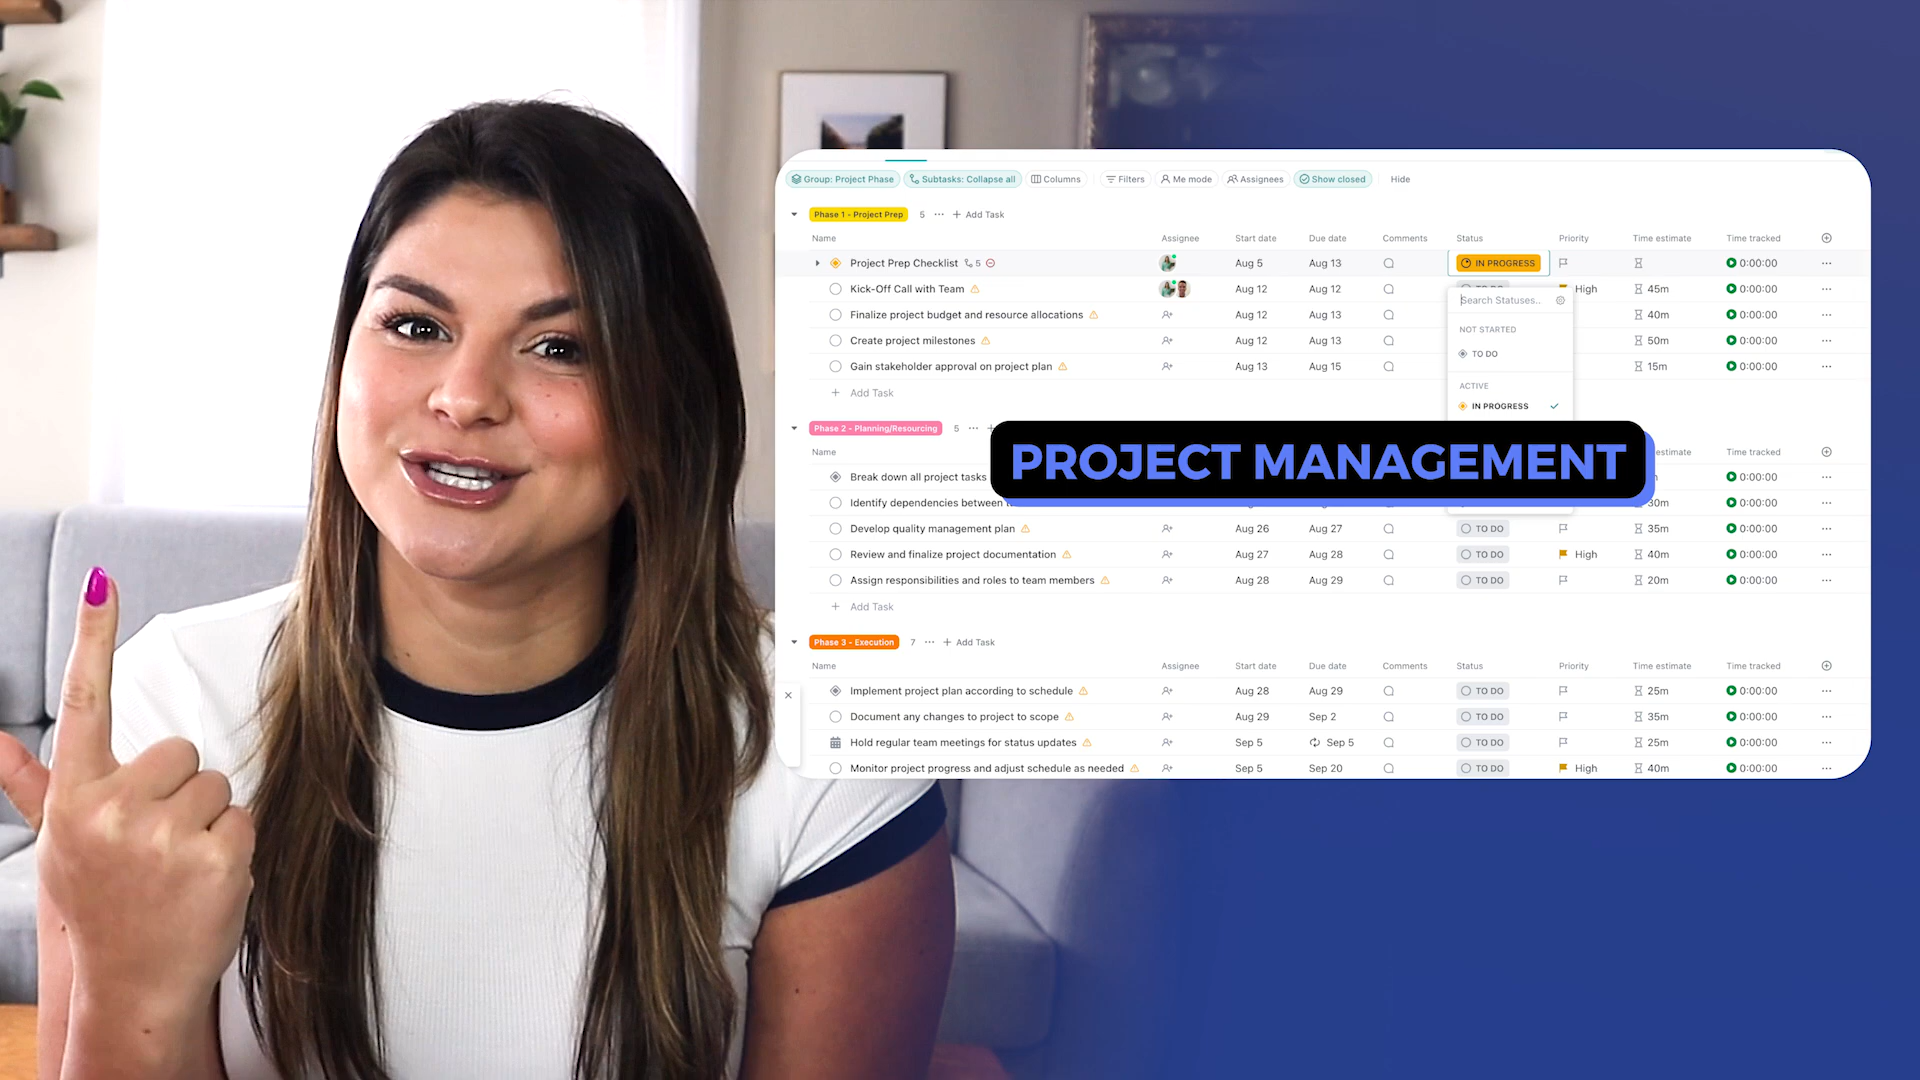 Group: Project Phase Subtasks: Collapse all Columns Filters Me mode Assignees Show closed Hide
Phase 1 - Project Prep 5 ... + Add Task
Name Assignee Start date Due date Comments Status Priority Time estimate Time tracked
Project Prep Checklist 5 Aug 5 Aug 13 IN PROGRESS 0:00:00 ...
Kick-Off Call with Team Aug 12 Aug 12 High 45m 0:00:00 ...
Search Statuses...
Finalize project budget and resource allocations Aug 12 Aug 13 40m 0:00:00 ...
NOT STARTED
Create project milestones Aug 12 Aug 13 50m 0:00:00 ...
TO DO
Gain stakeholder approval on project plan Aug 13 Aug 15 15m 0:00:00 ...
ACTIVE
+ Add Task
IN PROGRESS
Phase 2 - Planning/Resourcing 5 ... +
PROJECT MANAGEMENT
Name estimate Time tracked
Break down all project tasks 0:00:00 ...
Identify dependencies between 30m 0:00:00 ...
Develop quality management plan Aug 26 Aug 27 TO DO 35m 0:00:00 ...
Review and finalize project documentation Aug 27 Aug 28 TO DO High 40m 0:00:00 ...
Assign responsibilities and roles to team members Aug 28 Aug 29 TO DO 20m 0:00:00 ...
+ Add Task
Phase 3 - Execution 7 ... + Add Task
Name Assignee Start date Due date Comments Status Priority Time estimate Time tracked
Implement project plan according to schedule Aug 28 Aug 29 TO DO 25m 0:00:00 ...
Document any changes to project to scope Aug 29 Sep 2 TO DO 35m 0:00:00 ...
Hold regular team meetings for status updates Sep 5 Sep 5 TO DO 25m 0:00:00 ...
Monitor project progress and adjust schedule as needed Sep 5 Sep 20 TO DO High 40m 0:00:00 ...